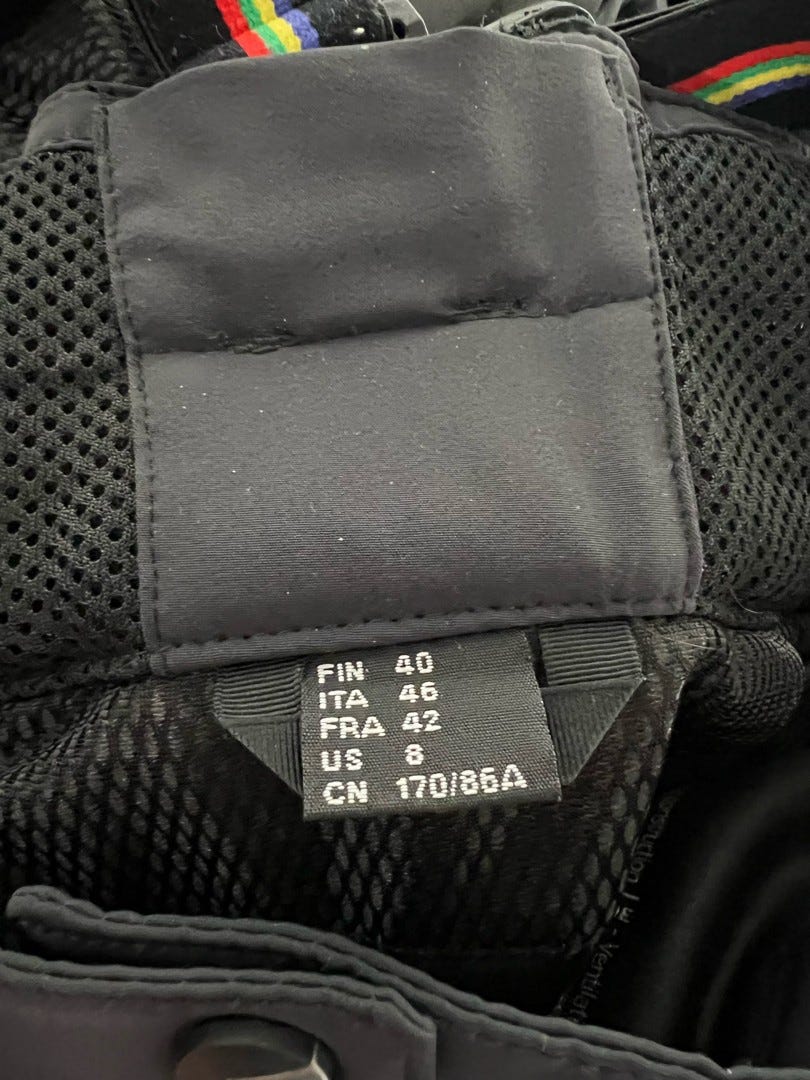 FIN 40
ITA 46
FRA 42
US 8
CN 170/86A